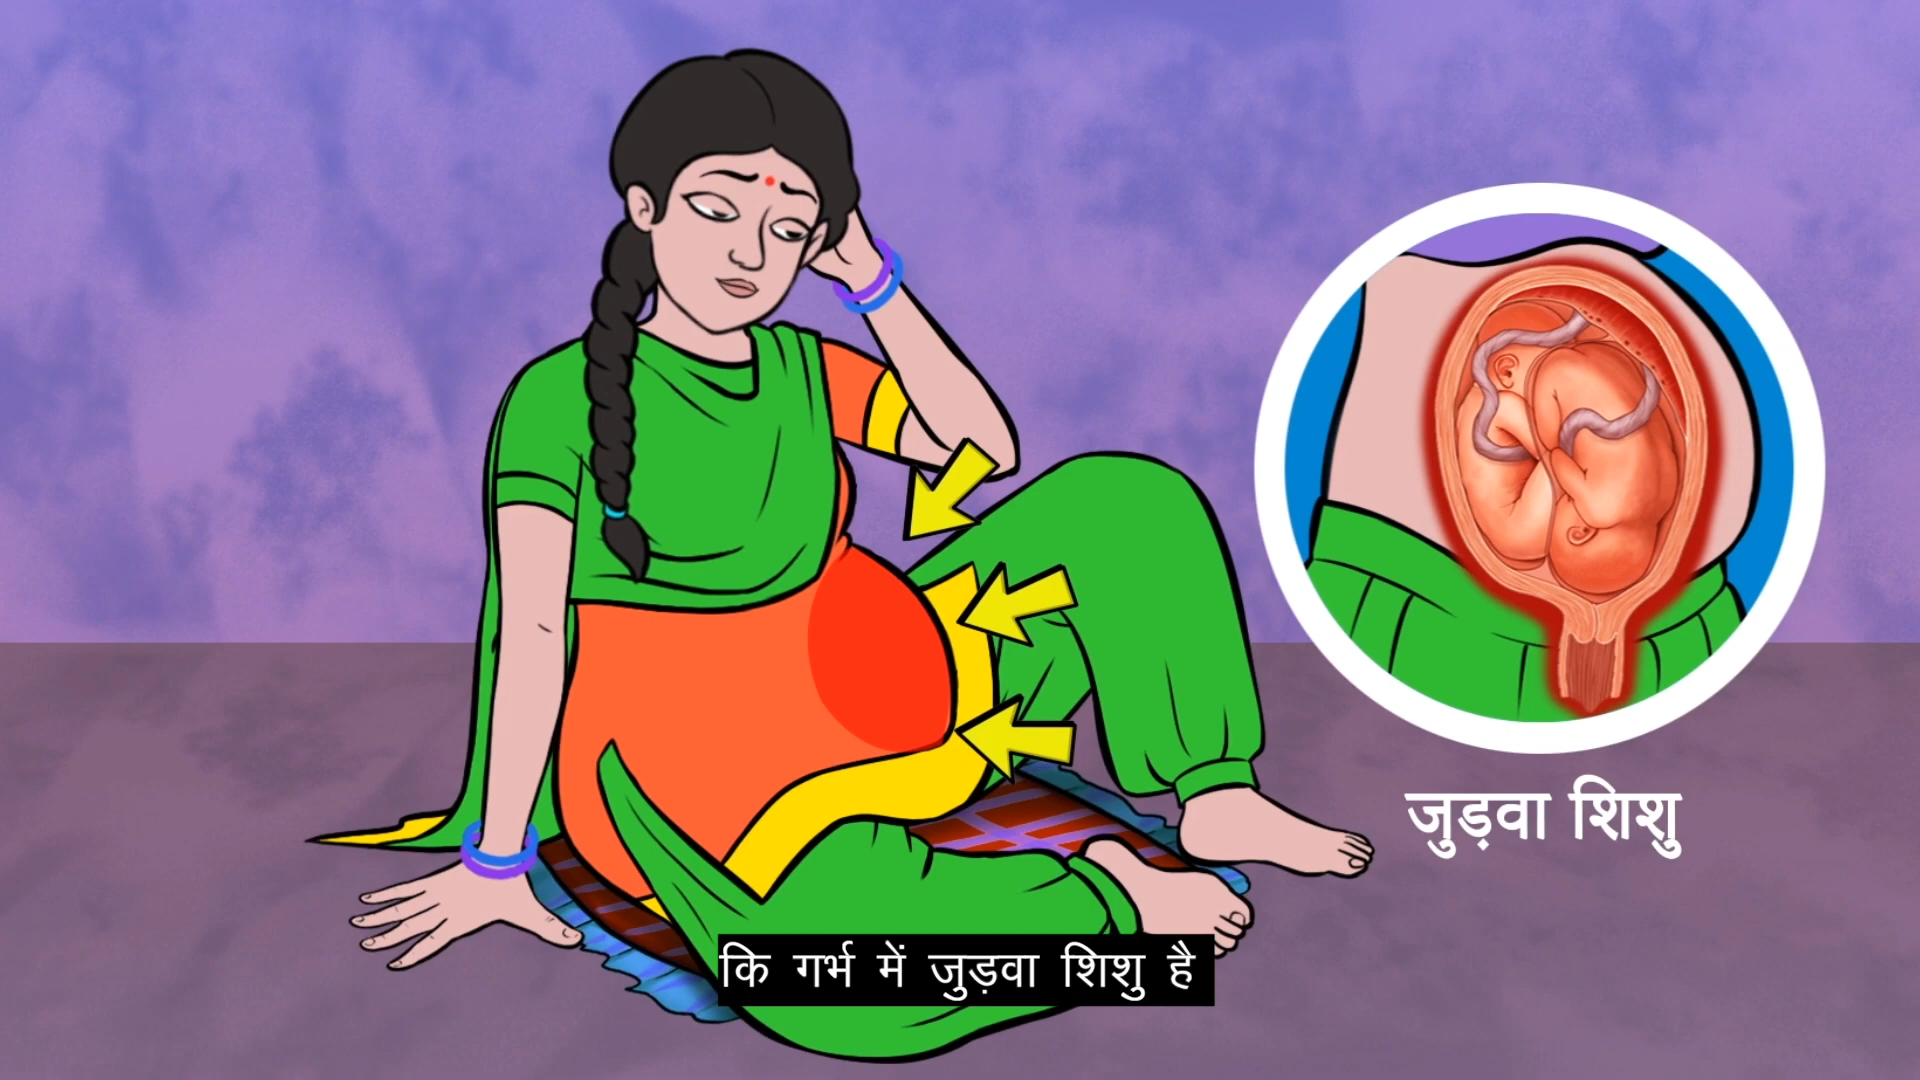 जुड़वा शिशु
कि गर्भ में जुड़वा शिशु है